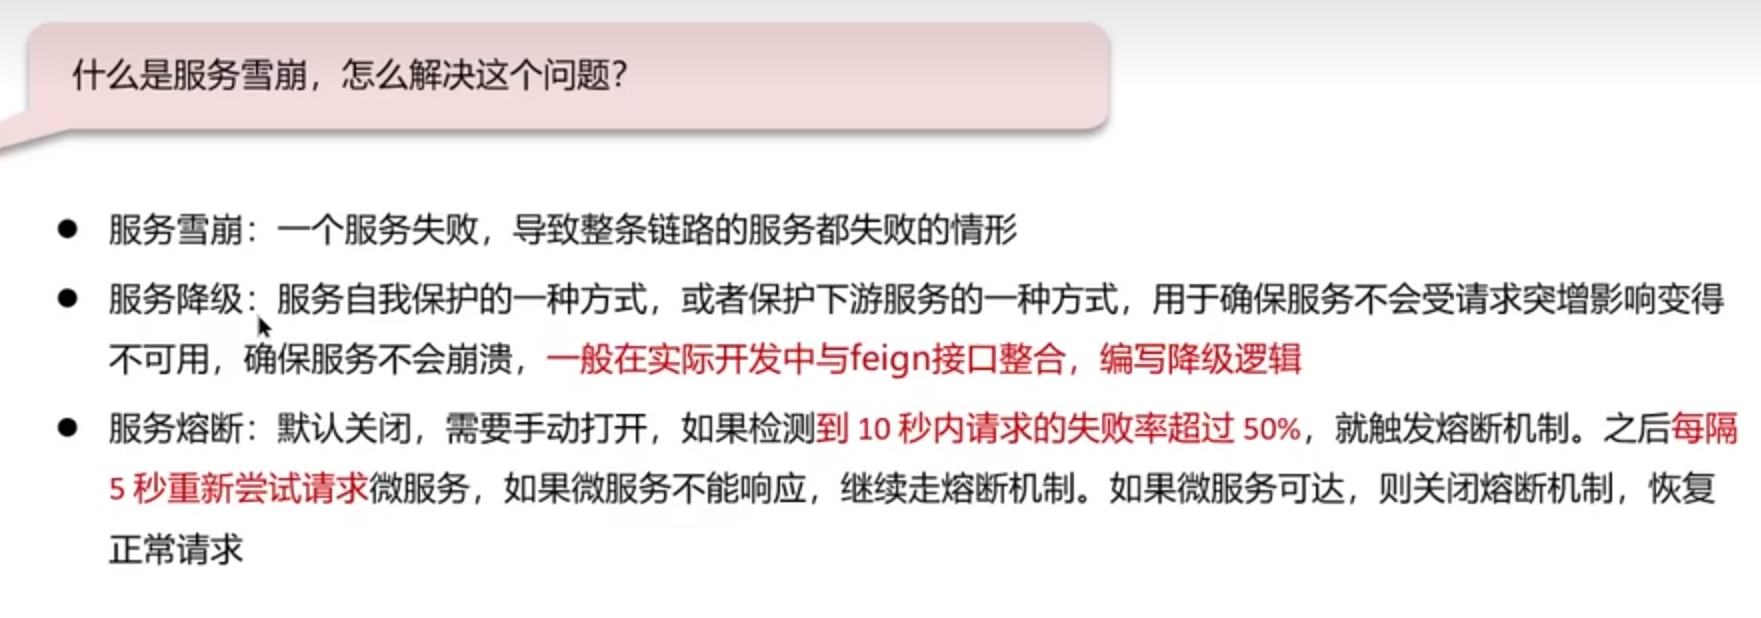 什么是服务雪崩，怎么解决这个问题？
● 服务雪崩：一个服务失败，导致整条链路的服务都失败的情形
● 服务降级：服务自我保护的一种方式，或者保护下游服务的一种方式，用于确保服务不会受请求突增影响变得
不可用，确保服务不会崩溃，一般在实际开发中与feign接口整合，编写降级逻辑
● 服务熔断：默认关闭，需要手动打开，如果检测到 10 秒内请求的失败率超过 50%，就触发熔断机制。之后每隔
5 秒重新尝试请求微服务，如果微服务不能响应，继续走熔断机制。如果微服务可达，则关闭熔断机制，恢复
正常请求